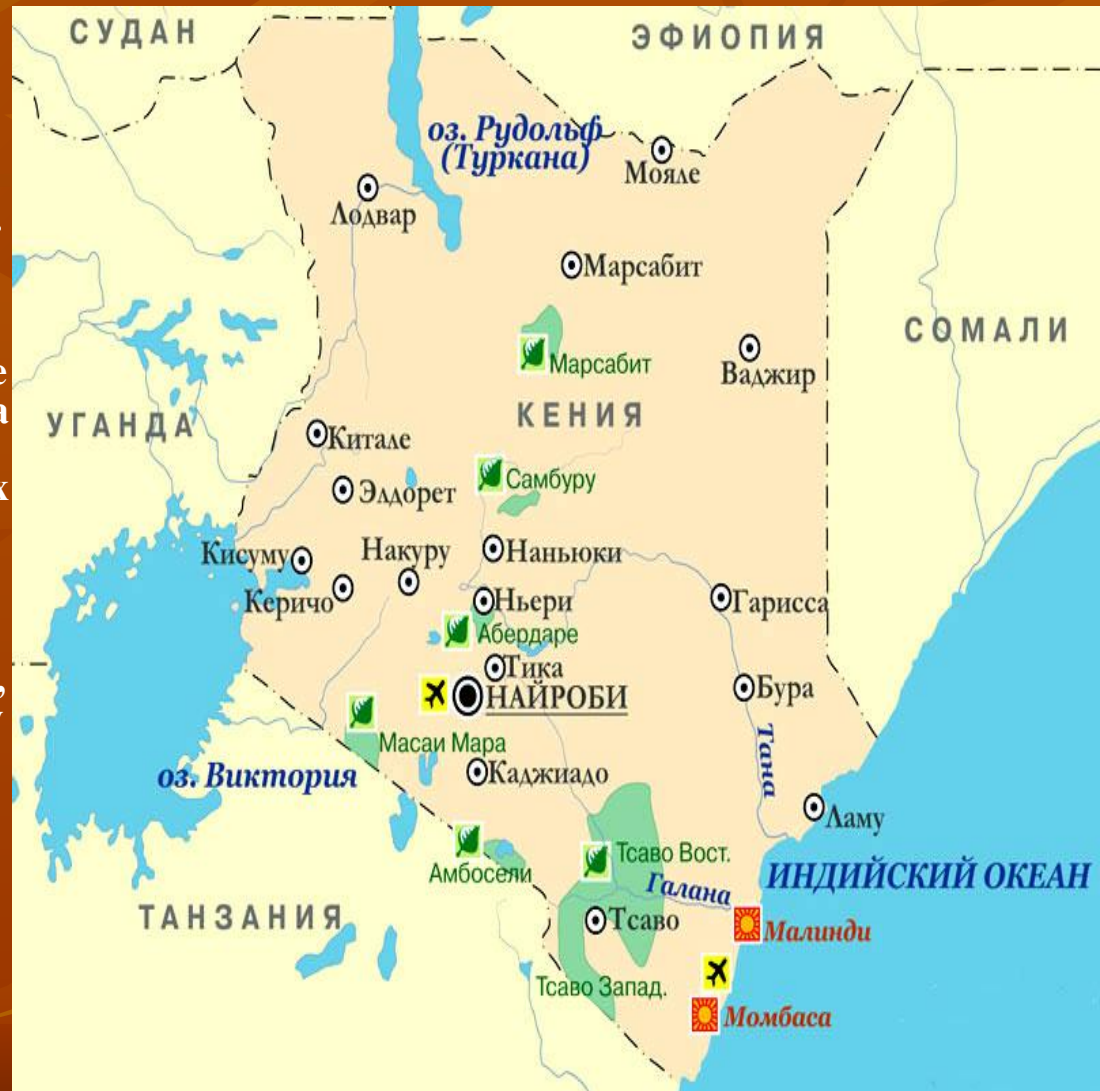 СУДАН
ЭФИОПИЯ
оз. Рудольф
(Туркана)
Мояле
Лодвар
Марсабит
СОМАЛИ
Марсабит
Ваджир
КЕНИЯ
УГАНДА
Китале
Самбуру
Элдорет
Кисуму
Накуру
Наньюки
Керичо
Ньери
Гарисса
Абердаре
Тика
НАЙРОБИ
Бура
Масаи Мара
Тана
оз. Виктория
Каджиадо
Ламу
Тсаво Вост.
Амбосели
Галана
ИНДИЙСКИЙ ОКЕАН
ТАНЗАНИЯ
Тсаво
Малинди
Тсаво Запад.
Момбаса